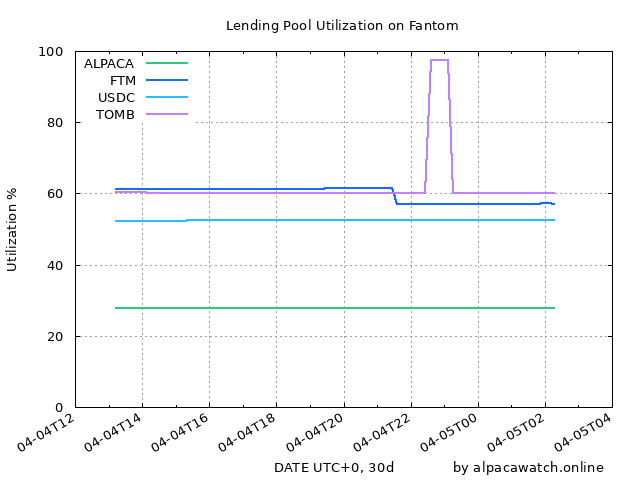 Lending Pool Utilization on Fantom
100
80
60
40
20
0
Utilization %
ALPACA
FTM
USDC
TOMB
04-04T12
04-04T14
04-04T16
04-04T18
04-04T20
04-04T22
04-05T00
04-05T02
04-05T04
DATE UTC+0, 30d
by alpacawatch.online